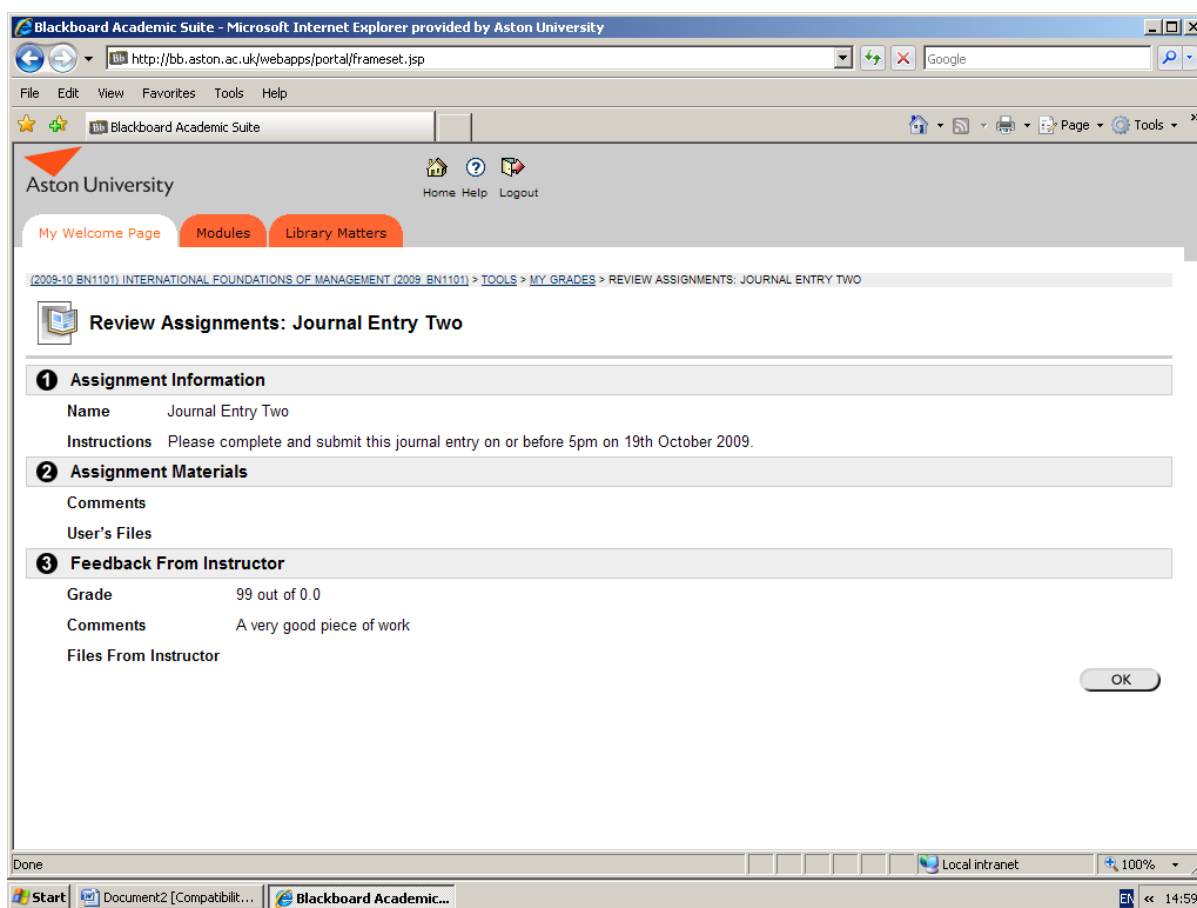 Blackboard Academic Suite - Microsoft Internet Explorer provided by Aston University
Bb http://bb.aston.ac.uk/webapps/portal/frameset.jsp Google
File Edit View Favorites Tools Help
Bb Blackboard Academic Suite Page Tools »
Aston University
Home Help Logout
My Welcome Page Modules Library Matters
(2009-10 BN1101) INTERNATIONAL FOUNDATIONS OF MANAGEMENT (2009_BN1101) > TOOLS > MY GRADES > REVIEW ASSIGNMENTS: JOURNAL ENTRY TWO
Review Assignments: Journal Entry Two
1 Assignment Information
Name Journal Entry Two
Instructions Please complete and submit this journal entry on or before 5pm on 19th October 2009.
2 Assignment Materials
Comments
User's Files
3 Feedback From Instructor
Grade 99 out of 0.0
Comments A very good piece of work
Files From Instructor
OK
Done Local intranet 100%
Start Document2 [Compatibilit... Blackboard Academic... EN « 14:59